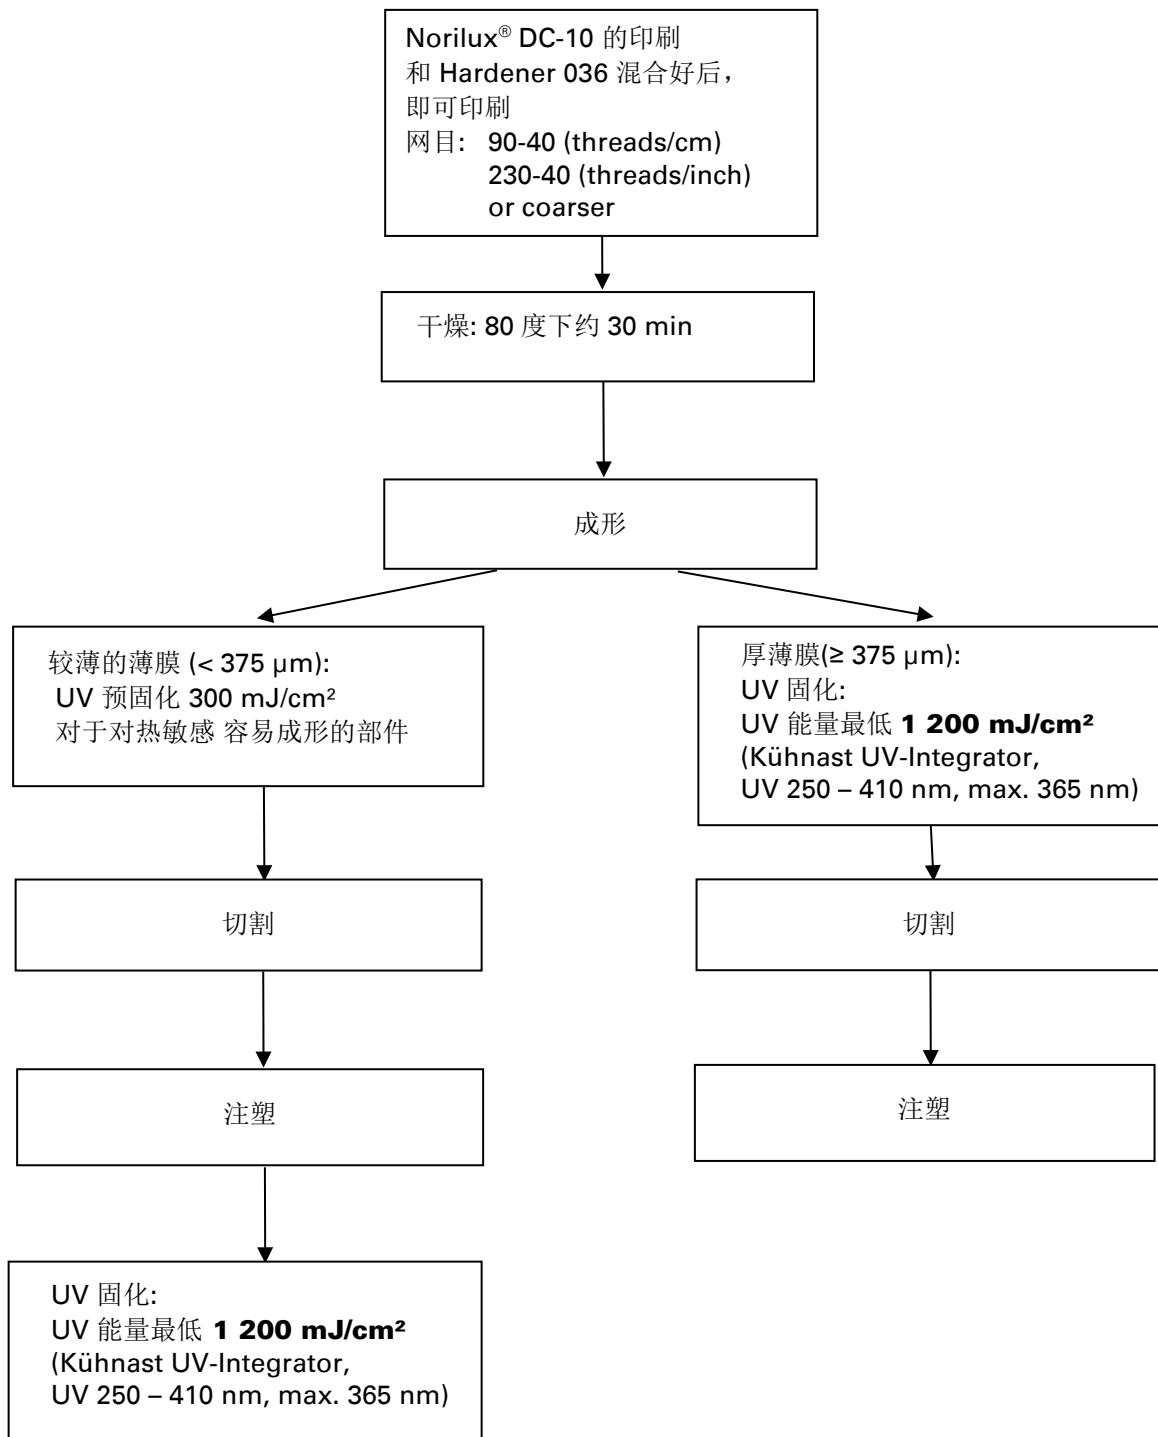 Norilux® DC-10 的印刷
和 Hardener 036 混合好后，
即可印刷
网目: 90-40 (threads/cm)
230-40 (threads/inch)
or coarser
干燥: 80 度下约 30 min
成形
较薄的薄膜 (< 375 µm):
UV 预固化 300 mJ/cm²
对于对热敏感 容易成形的部件
切割
注塑
UV 固化:
UV 能量最低 1 200 mJ/cm²
(Kühnast UV-Integrator,
UV 250 – 410 nm, max. 365 nm)
厚薄膜(≥ 375 µm):
UV 固化:
UV 能量最低 1 200 mJ/cm²
(Kühnast UV-Integrator,
UV 250 – 410 nm, max. 365 nm)
切割
注塑